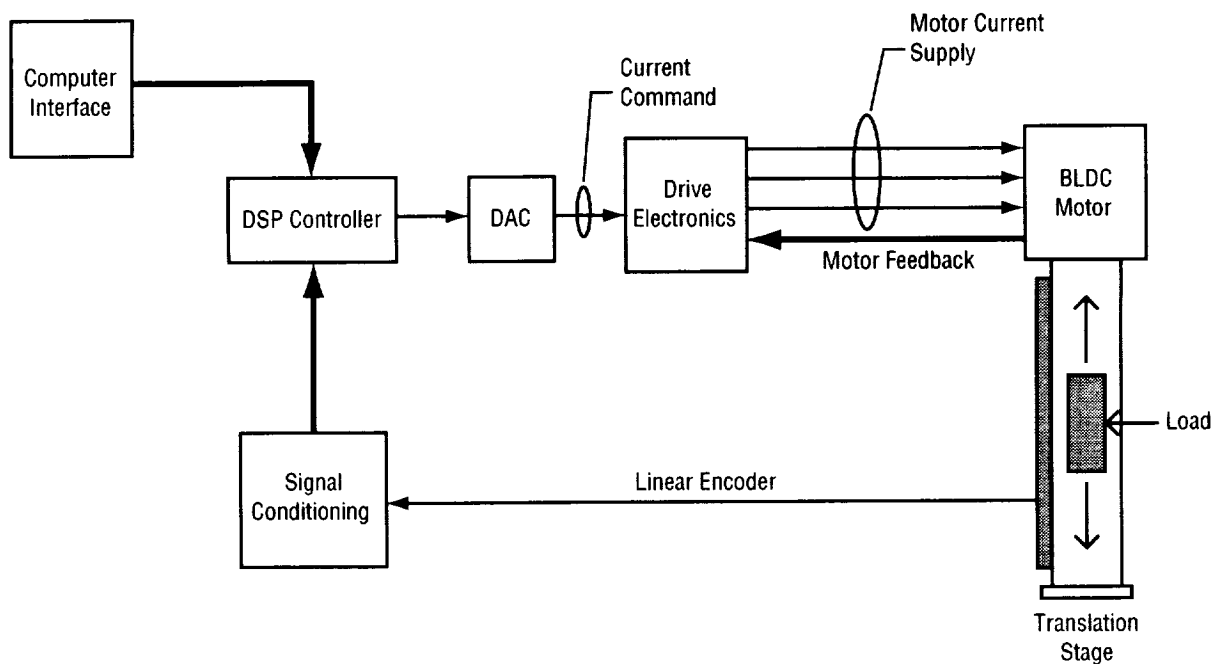 Computer
Interface
Current
Command
Motor Current
Supply
DSP Controller
DAC
Drive
Electronics
BLDC
Motor
Motor Feedback
Load
Signal
Conditioning
Linear Encoder
Translation
Stage